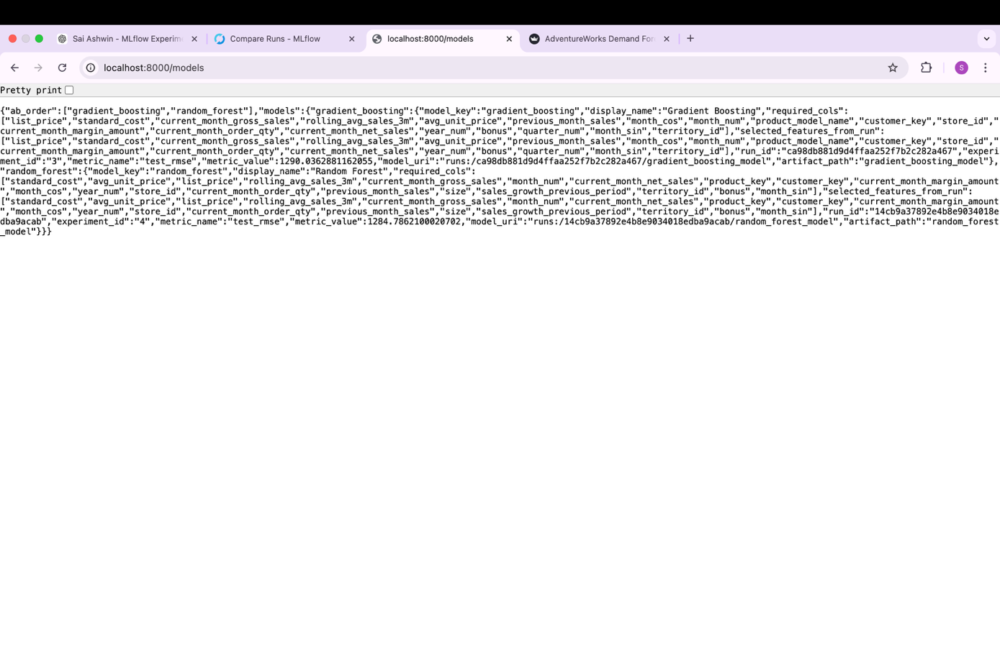 Sai Ashwin - MLflow Experim
Compare Runs - MLflow
localhost:8000/models
AdventureWorks Demand For
localhost:8000/models
S
Pretty print
{"ab_order":["gradient_boosting","random_forest"],"models":{"gradient_boosting":{"model_key":"gradient_boosting","display_name":"Gradient Boosting","required_cols":
["list_price","standard_cost","current_month_gross_sales","rolling_avg_sales_3m","avg_unit_price","previous_month_sales","month_cos","month_num","product_model_name","customer_key","store_id","
current_month_margin_amount","current_month_order_qty","current_month_net_sales","year_num","bonus","quarter_num","month_sin","territory_id"],"selected_features_from_run":
["list_price","standard_cost","current_month_gross_sales","rolling_avg_sales_3m","avg_unit_price","previous_month_sales","month_cos","month_num","product_model_name","customer_key","store_id","
current_month_margin_amount","current_month_order_qty","current_month_net_sales","year_num","bonus","quarter_num","month_sin","territory_id"],"run_id":"ca98db881d9d4ffaa252f7b2c282a467","experi
ment_id":"3","metric_name":"test_rmse","metric_value":1290.0362881162055,"model_uri":"runs:/ca98db881d9d4ffaa252f7b2c282a467/gradient_boosting_model","artifact_path":"gradient_boosting_model"},
"random_forest":{"model_key":"random_forest","display_name":"Random Forest","required_cols":
["standard_cost","avg_unit_price","list_price","rolling_avg_sales_3m","current_month_gross_sales","month_num","current_month_net_sales","product_key","customer_key","current_month_margin_amount
","month_cos","year_num","store_id","current_month_order_qty","previous_month_sales","size","sales_growth_previous_period","territory_id","bonus","month_sin"],"selected_features_from_run":
["standard_cost","avg_unit_price","list_price","rolling_avg_sales_3m","current_month_gross_sales","month_num","current_month_net_sales","product_key","customer_key","current_month_margin_amount
","month_cos","year_num","store_id","current_month_order_qty","previous_month_sales","size","sales_growth_previous_period","territory_id","bonus","month_sin"],"run_id":"14cb9a37892e4b8e9034018e
dba9acab","experiment_id":"4","metric_name":"test_rmse","metric_value":1284.7862100020702,"model_uri":"runs:/14cb9a37892e4b8e9034018edba9acab/random_forest_model","artifact_path":"random_forest
_model"}}}